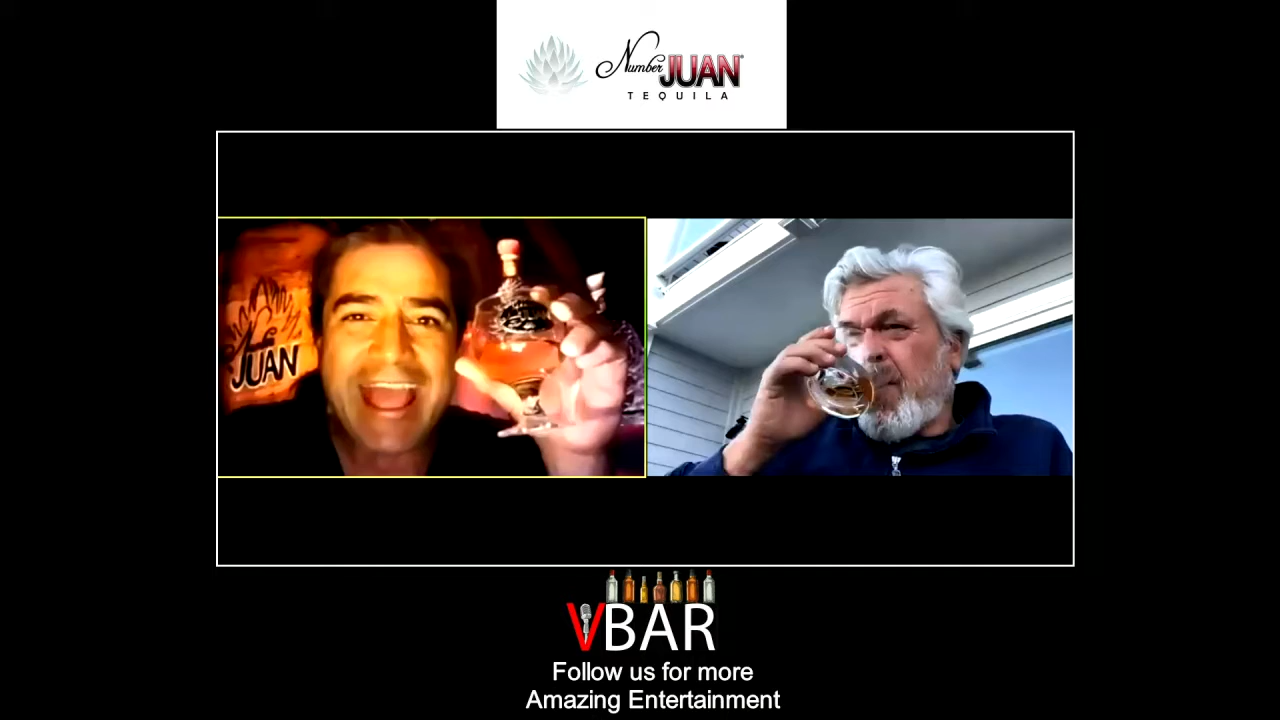 Number JUAN
TEQUILA
JUAN
VBAR
Follow us for more
Amazing Entertainment